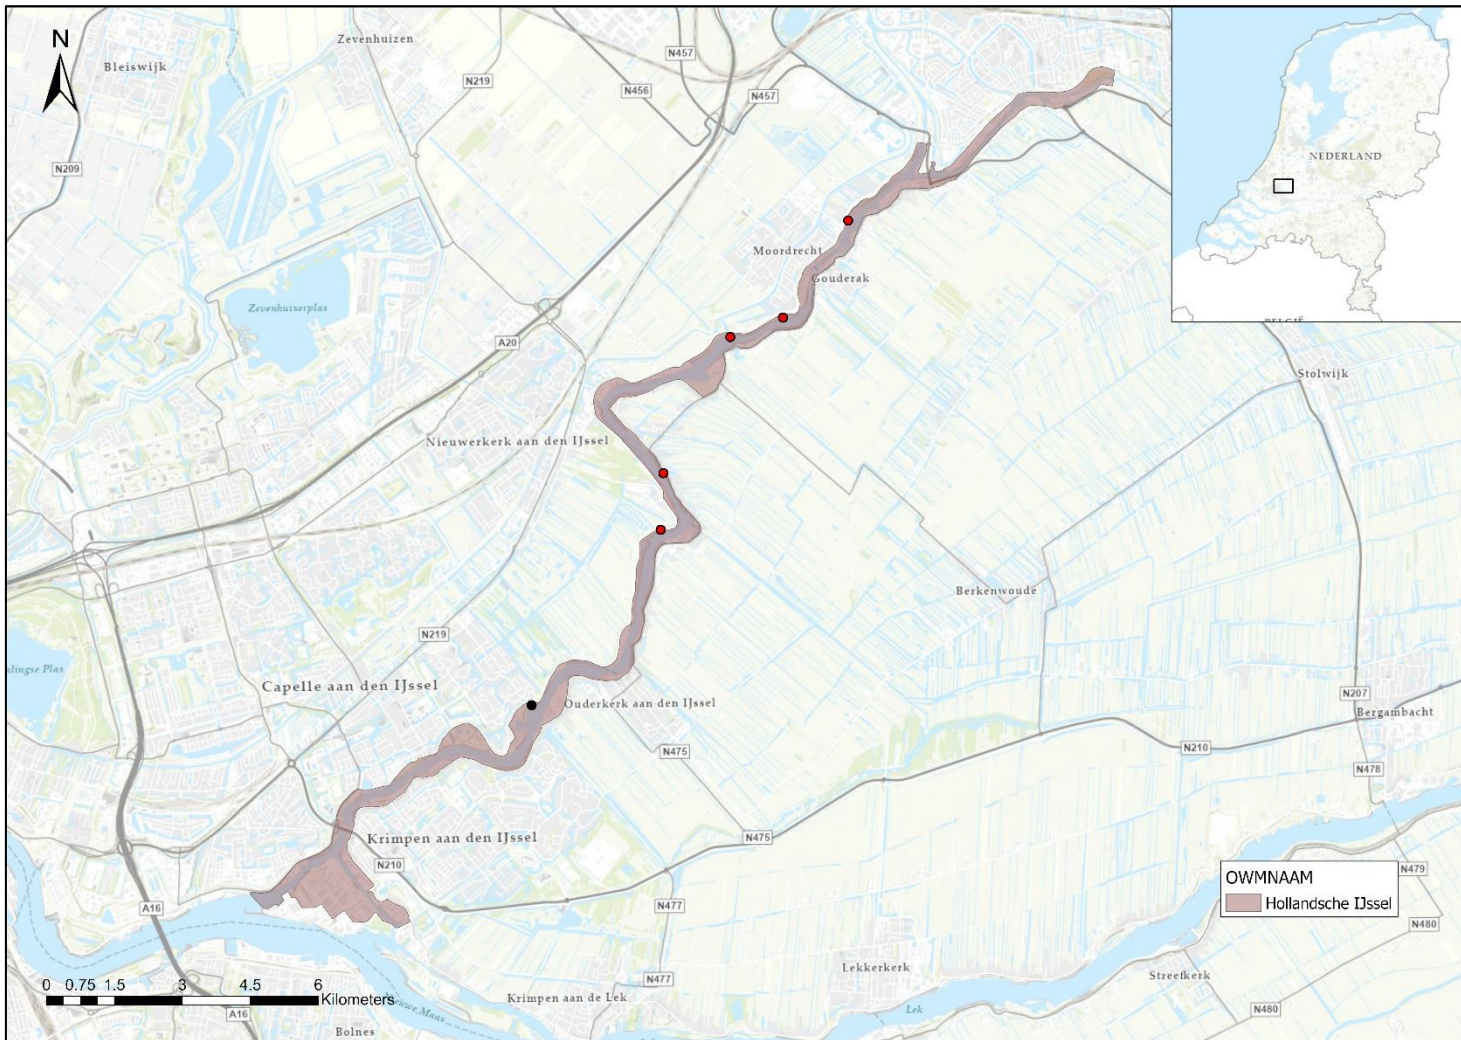 N
Bleiswijk
Zevenhuizen
N219
N457
N456
N457
N209
NEDERLAND
Moordrecht
Gouderak
Zevenhuizerplas
A20
BELGIË
Stolwijk
Nieuwerkerk aan den IJssel
Berkenwoude
N219
Capelle aan den IJssel
Ouderkerk aan den IJssel
N207
Bergambacht
N475
N210
N478
Krimpen aan den IJssel
N475
N210
OWMNAAM
Hollandsche IJssel
N479
A16
N477
N480
Lekkerkerk
Streefkerk
N477
0 0.75 1.5 3 4.5 6
Kilometers
Krimpen aan de Lek
Nieuwe Maas
Lek
A16
N480
Bolnes